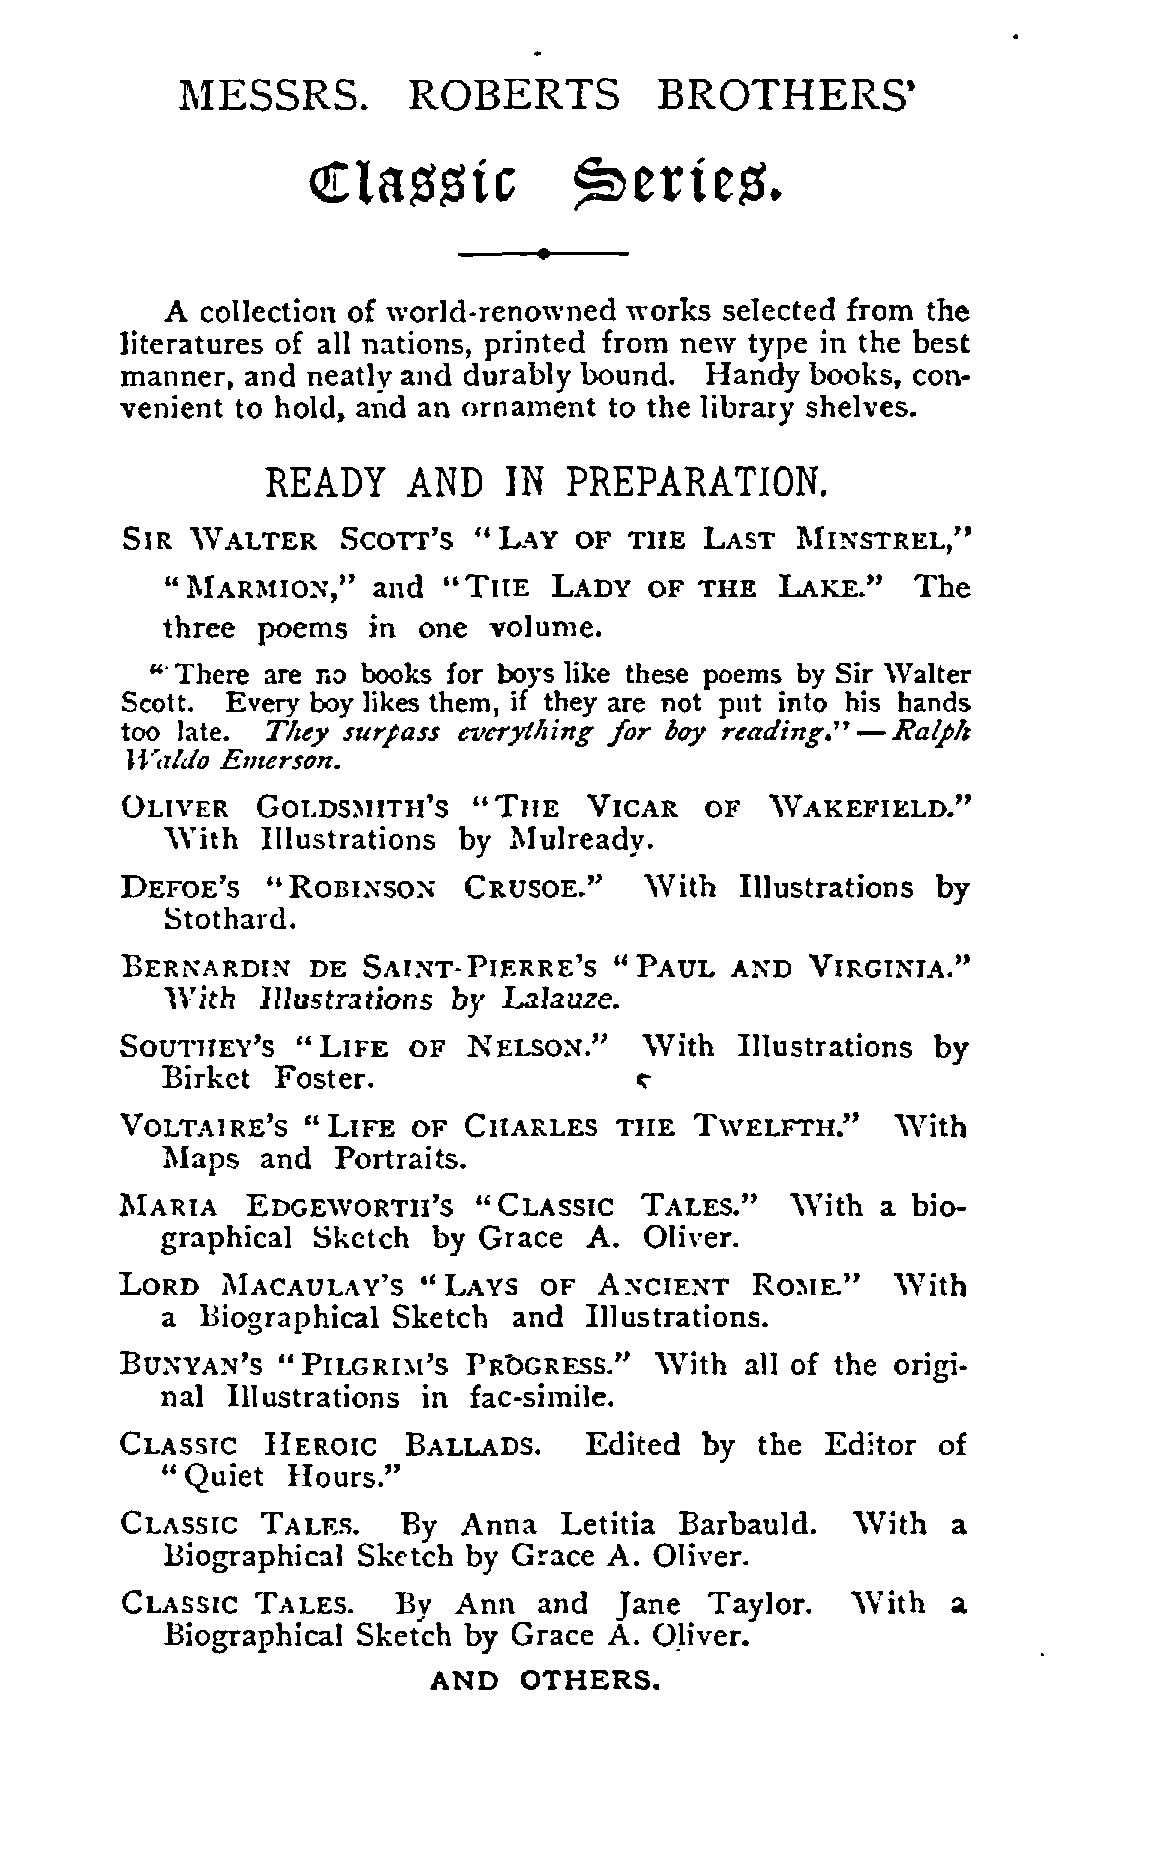 MESSRS. ROBERTS BROTHERS'
Classic Series.
A collection of world-renowned works selected from the
literatures of all nations, printed from new type in the best
manner, and neatly and durably bound. Handy books, con-
venient to hold, and an ornament to the library shelves.
READY AND IN PREPARATION.
SIR WALTER SCOTT'S "LAY OF THE LAST MINSTREL,"
"MARMION," and "THE LADY OF THE LAKE." The
three poems in one volume.
"There are no books for boys like these poems by Sir Walter
Scott. Every boy likes them, if they are not put into his hands
too late. They surpass everything for boy reading." — Ralph
Waldo Emerson.
OLIVER GOLDSMITH'S "THE VICAR OF WAKEFIELD."
With Illustrations by Mulready.
DEFOE'S "ROBINSON CRUSOE." With Illustrations by
Stothard.
BERNARDIN DE SAINT-PIERRE'S "PAUL AND VIRGINIA."
With Illustrations by Lalauze.
SOUTHEY'S "LIFE OF NELSON." With Illustrations by
Birket Foster.
VOLTAIRE'S "LIFE OF CHARLES THE TWELFTH." With
Maps and Portraits.
MARIA EDGEWORTH'S "CLASSIC TALES." With a bio-
graphical Sketch by Grace A. Oliver.
LORD MACAULAY'S "LAYS OF ANCIENT ROME." With
a Biographical Sketch and Illustrations.
BUNYAN'S "PILGRIM'S PROGRESS." With all of the origi-
nal Illustrations in fac-simile.
CLASSIC HEROIC BALLADS. Edited by the Editor of
"Quiet Hours."
CLASSIC TALES. By Anna Letitia Barbauld. With a
Biographical Sketch by Grace A. Oliver.
CLASSIC TALES. By Ann and Jane Taylor. With a
Biographical Sketch by Grace A. Oliver.
AND OTHERS.